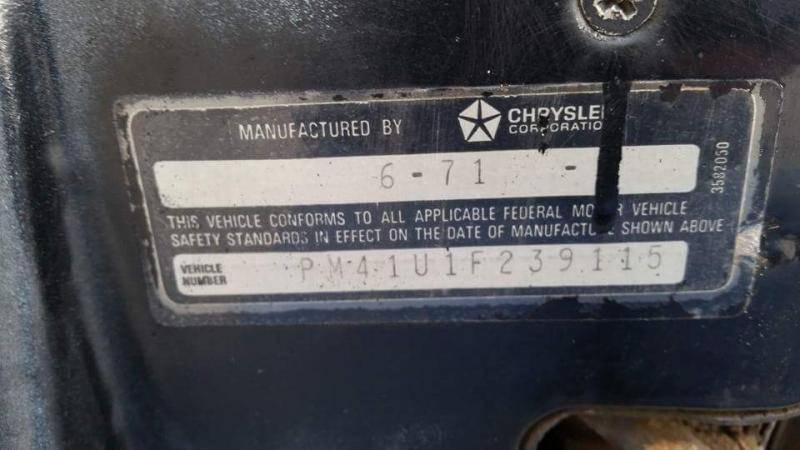 MANUFACTURED BY
CHRYSLER
CORPORATION
6-71 -
THIS VEHICLE CONFORMS TO ALL APPLICABLE FEDERAL MOTOR VEHICLE
SAFETY STANDARDS IN EFFECT ON THE DATE OF MANUFACTURE SHOWN ABOVE
VEHICLE
NUMBER
PM41U1F239115
3582050